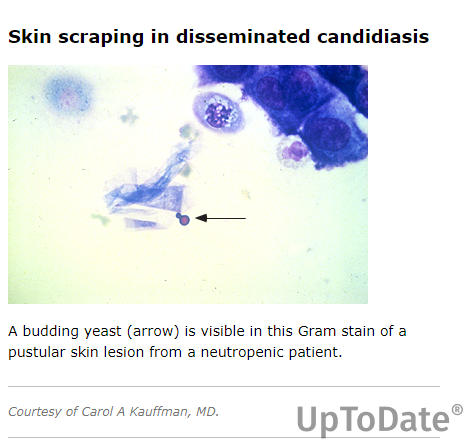 Skin scraping in disseminated candidiasis
A budding yeast (arrow) is visible in this Gram stain of a
pustular skin lesion from a neutropenic patient.
Courtesy of Carol A Kauffman, MD.
UpToDate®